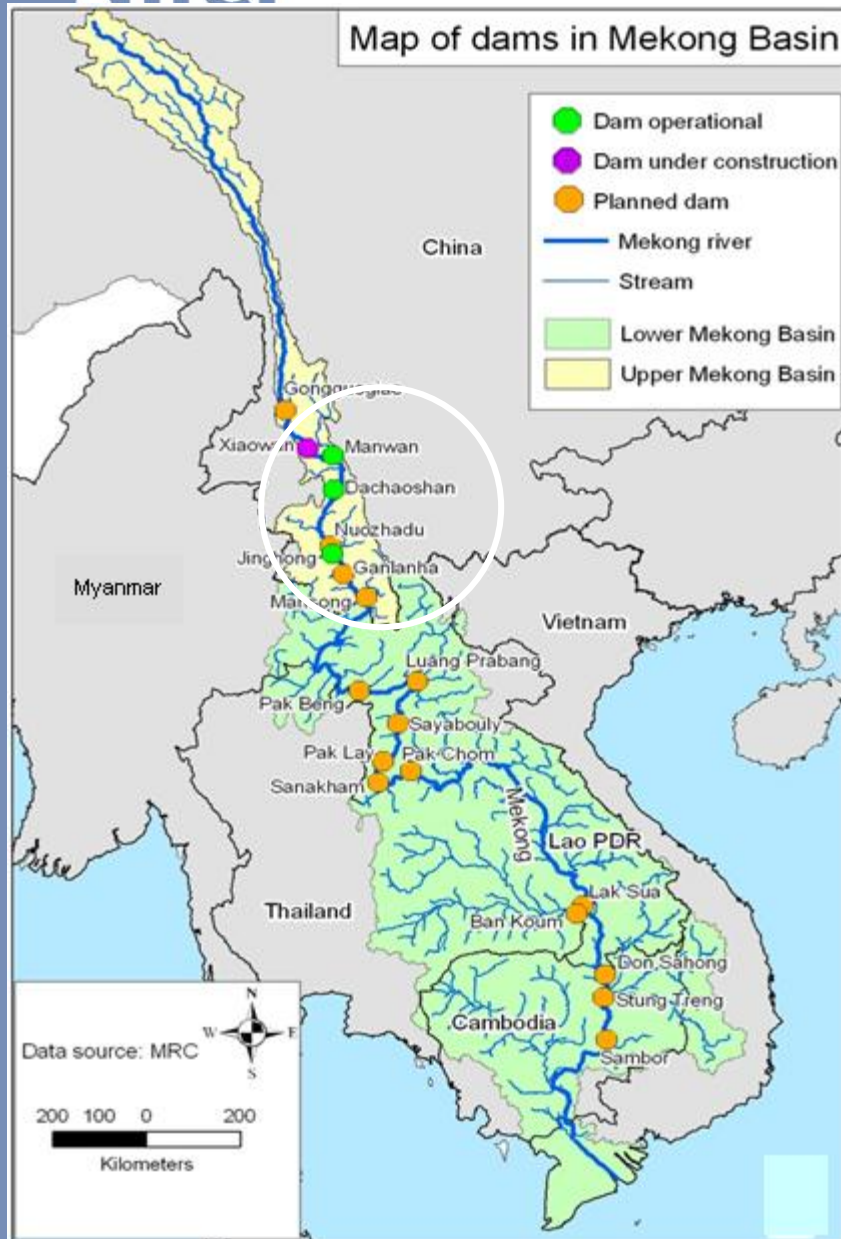 Map of dams in Mekong Basin
Dam operational
Dam under construction
Planned dam
Mekong river
Stream
Lower Mekong Basin
Upper Mekong Basin
China
Gongguoqiao
Xiaowan
Manwan
Dachaoshan
Nuozhadu
Jinghong
Ganlanha
Mansong
Myanmar
Vietnam
Luang Prabang
Pak Beng
Sayabouly
Pak Lay
Pak Chom
Sanakham
Mekong
Lao PDR
Lak Sua
Thailand
Ban Koum
Don Sahong
Stung Treng
Cambodia
Sambor
N
W E
S
Data source: MRC
200 100 0 200
Kilometers